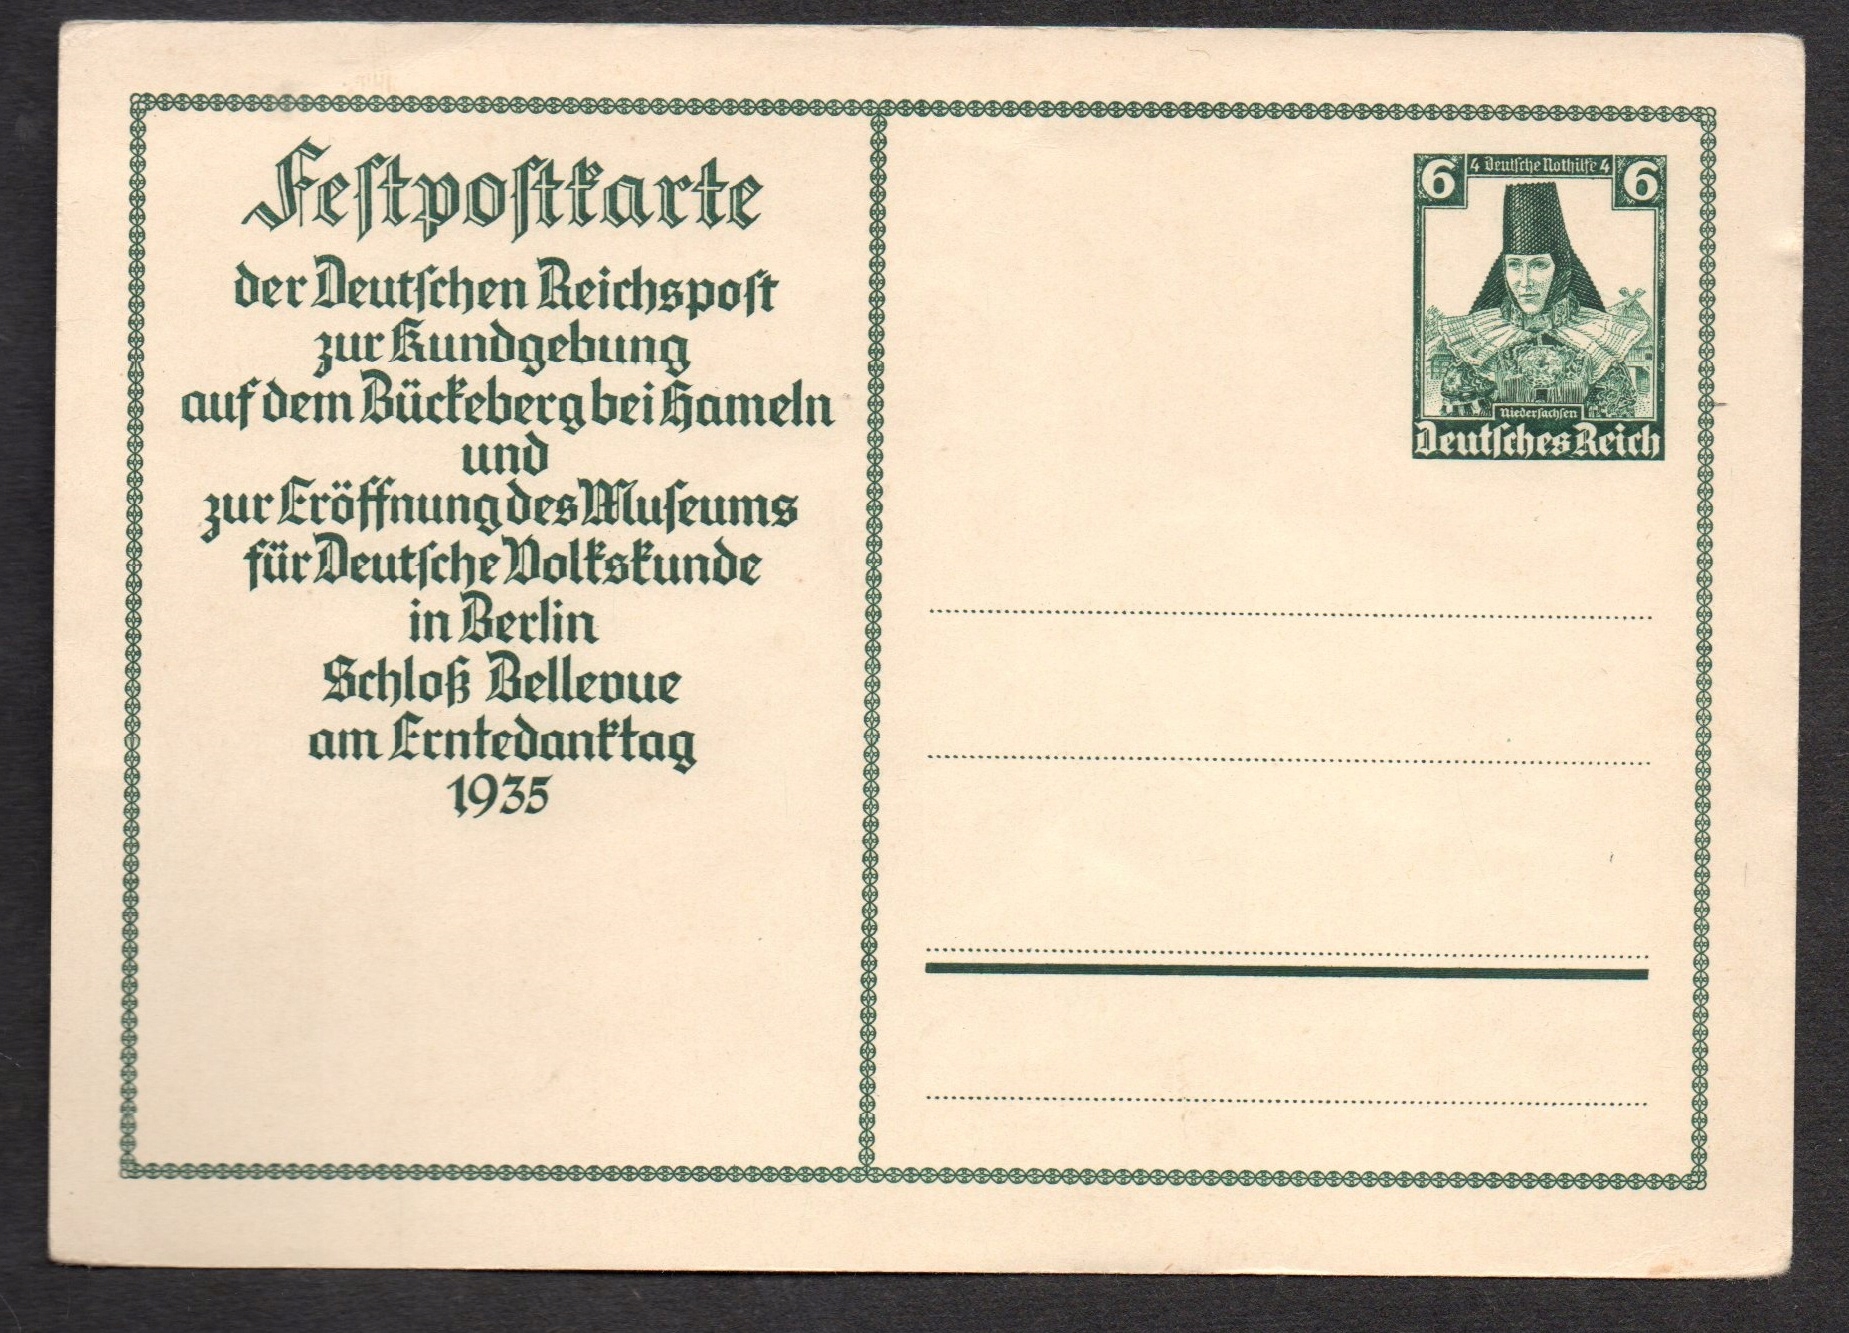 Festpostkarte
der Deutschen Reichspost
zur Kundgebung
auf dem Bückeberg bei Hameln
und
zur Eröffnung des Museums
für Deutsche Volkskunde
in Berlin
Schloß Bellevue
am Erntedanktag
1935
6 4 Deutsche Nothilfe 4 6
Niedersachsen
Deutsches Reich